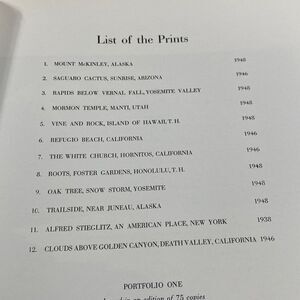 List of the Prints
1. MOUNT McKINLEY, ALASKA 1948
2. SAGUARO CACTUS, SUNRISE, ARIZONA 1946
3. RAPIDS BELOW VERNAL FALL, YOSEMITE VALLEY 1948
4. MORMON TEMPLE, MANTI, UTAH 1948
5. VINE AND ROCK, ISLAND OF HAWAII, T. H. 1948
6. REFUGIO BEACH, CALIFORNIA 1946
7. THE WHITE CHURCH, HORNITOS, CALIFORNIA 1946
8. ROOTS, FOSTER GARDENS, HONOLULU, T. H. 1948
9. OAK TREE, SNOW STORM, YOSEMITE 1948
10. TRAILSIDE, NEAR JUNEAU, ALASKA 1948
11. ALFRED STIEGLITZ, AN AMERICAN PLACE, NEW YORK 1938
12. CLOUDS ABOVE GOLDEN CANYON, DEATH VALLEY, CALIFORNIA 1946
PORTFOLIO ONE
in an edition of 75 copies